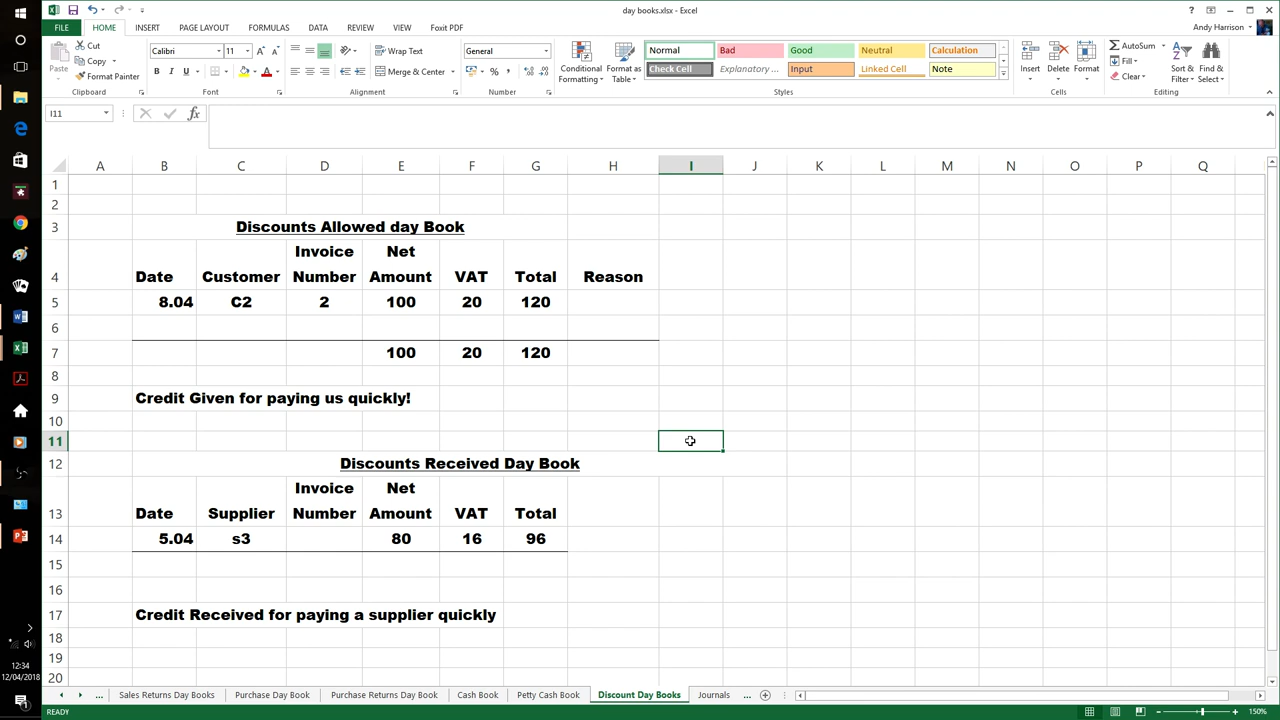 day books.xlsx - Excel
FILE HOME INSERT PAGE LAYOUT FORMULAS DATA REVIEW VIEW Foxit PDF Andy Harrison
Cut
Copy
Format Painter
Paste
Clipboard
Calibri 11
B I U
Font
Wrap Text
Merge & Center
Alignment
General
Number
Conditional Formatting
Format as Table
Normal Bad Good Neutral Calculation
Check Cell Explanatory ... Input Linked Cell Note
Styles
Insert Delete Format
Cells
AutoSum
Fill
Clear
Sort & Filter
Find & Select
Editing
I11 fx
A B C D E F G H I J K L M N O P Q
1
2
3 Discounts Allowed day Book
Invoice Net
4 Date Customer Number Amount VAT Total Reason
5 8.04 C2 2 100 20 120
6
7 100 20 120
8
9 Credit Given for paying us quickly!
10
11
12 Discounts Received Day Book
Invoice Net
13 Date Supplier Number Amount VAT Total
14 5.04 s3 80 16 96
15
16
17 Credit Received for paying a supplier quickly
18
19
20
... Sales Returns Day Books Purchase Day Book Purchase Returns Day Books Cash Book Petty Cash Book Discount Day Books Journals ...
READY 150%
12:34
12/04/2018